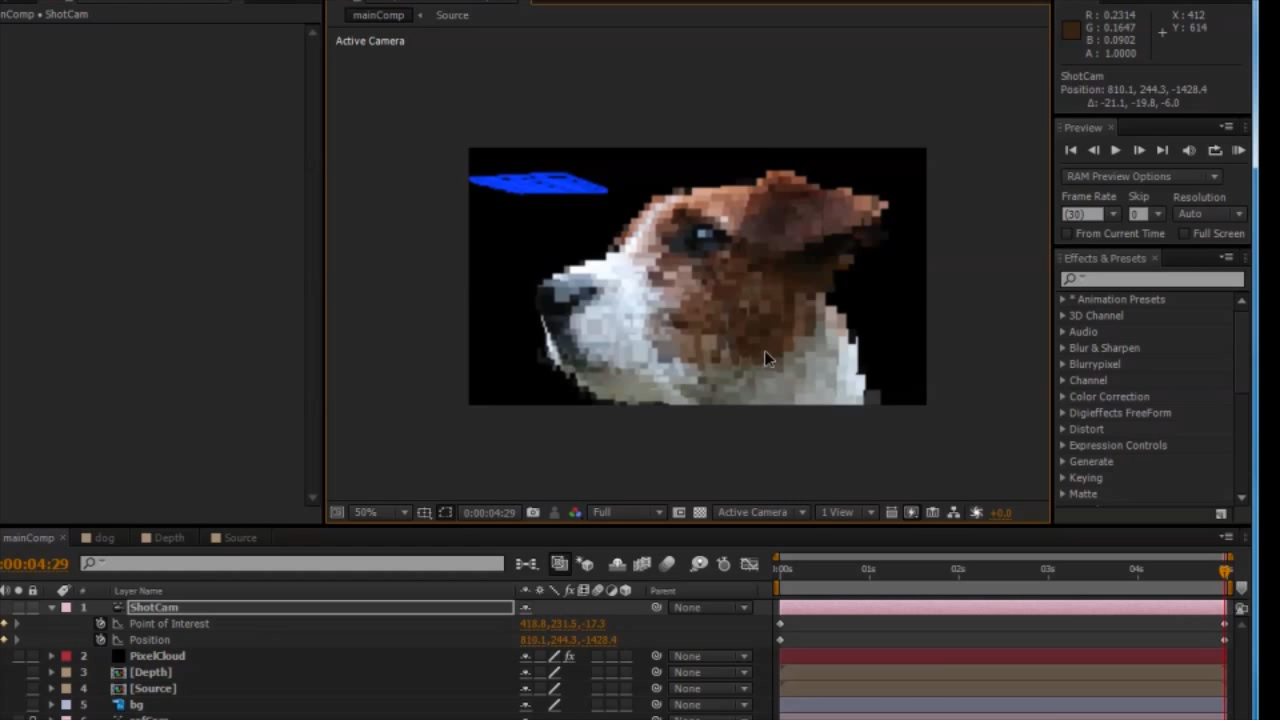 nComp • ShotCam
mainComp
Source
Active Camera
R : 0.2314
G : 0.1647
B : 0.0902
A : 1.0000
X : 412
Y : 614
ShotCam
Position: 810.1, 244.3, -1428.4
Δ: -21.1, -19.8, -6.0
Preview
RAM Preview Options
Frame Rate Skip Resolution
(30) 0 Auto
From Current Time Full Screen
Effects & Presets
* Animation Presets
3D Channel
Audio
Blur & Sharpen
Blurrypixel
Channel
Color Correction
Digieffects FreeForm
Distort
Expression Controls
Generate
Keying
Matte
50% 0:00:04:29 Full Active Camera 1 View +0.0
mainComp dog Depth Source
:00:04:29
# Layer Name Parent
:00s 01s 02s 03s 04s
1 ShotCam None
Point of Interest 418.8, 231.5, -17.3
Position 810.1, 244.3, -1428.4
2 PixelCloud fx None
3 [Depth] None
4 [Source] None
5 bg None